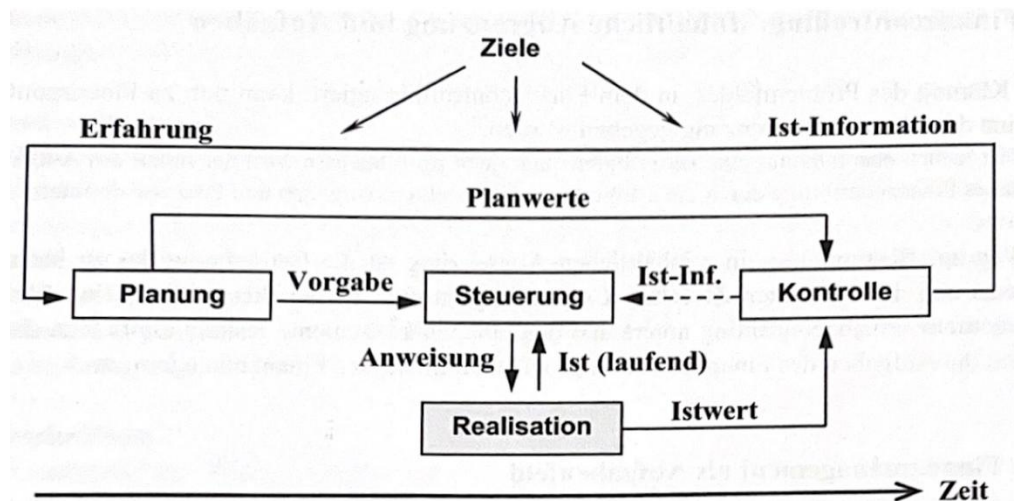 Ziele
Erfahrung Ist-Information
Planwerte
Planung Vorgabe Steuerung Ist-Inf. Kontrolle
Anweisung Ist (laufend)
Realisation Istwert
Zeit